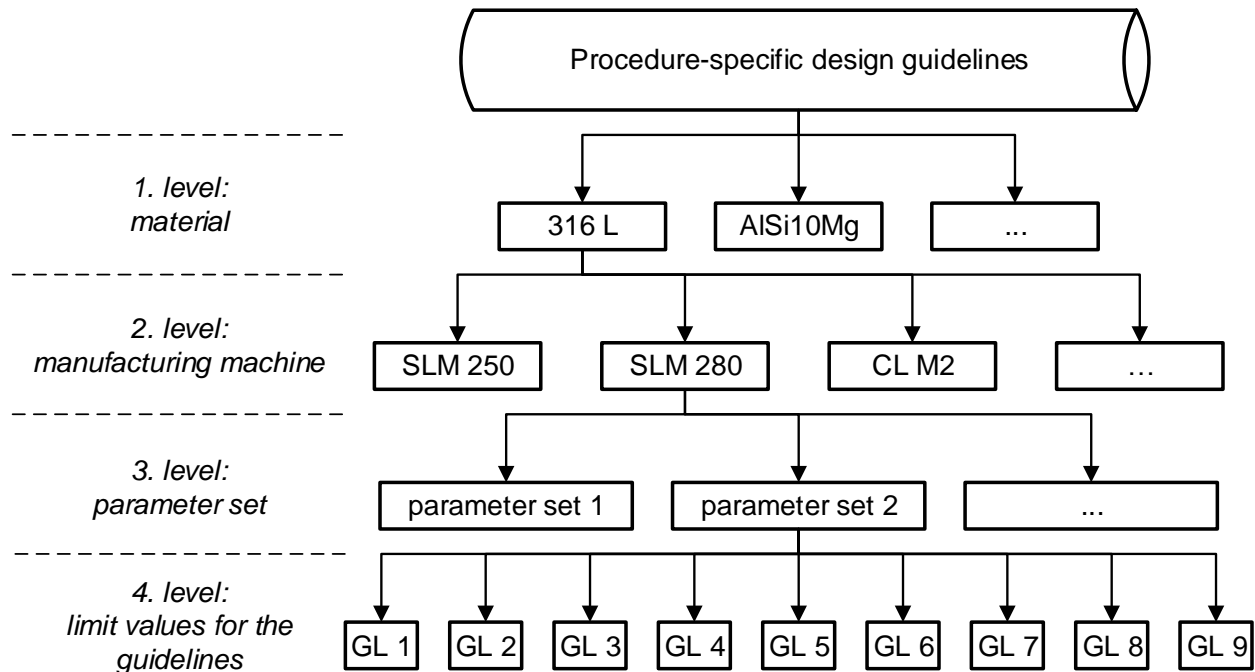 Procedure-specific design guidelines
1. level:
material
316 L
AlSi10Mg
...
2. level:
manufacturing machine
SLM 250
SLM 280
CL M2
...
3. level:
parameter set
parameter set 1
parameter set 2
...
4. level:
limit values for the
guidelines
GL 1
GL 2
GL 3
GL 4
GL 5
GL 6
GL 7
GL 8
GL 9